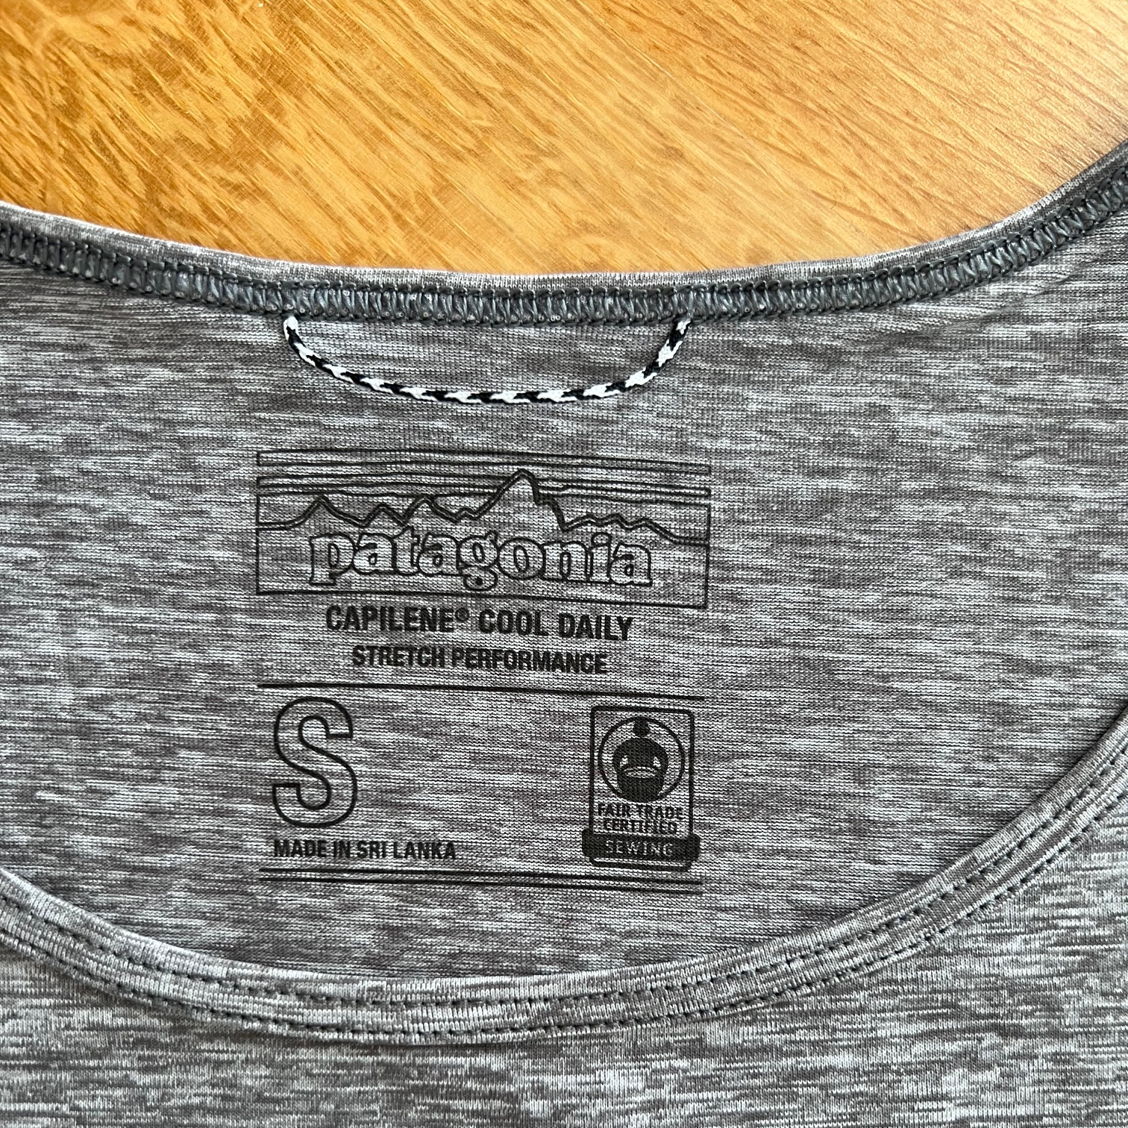 patagonia
CAPILENE® COOL DAILY
STRETCH PERFORMANCE
S
MADE IN SRI LANKA
FAIR TRADE
CERTIFIED
SEWING